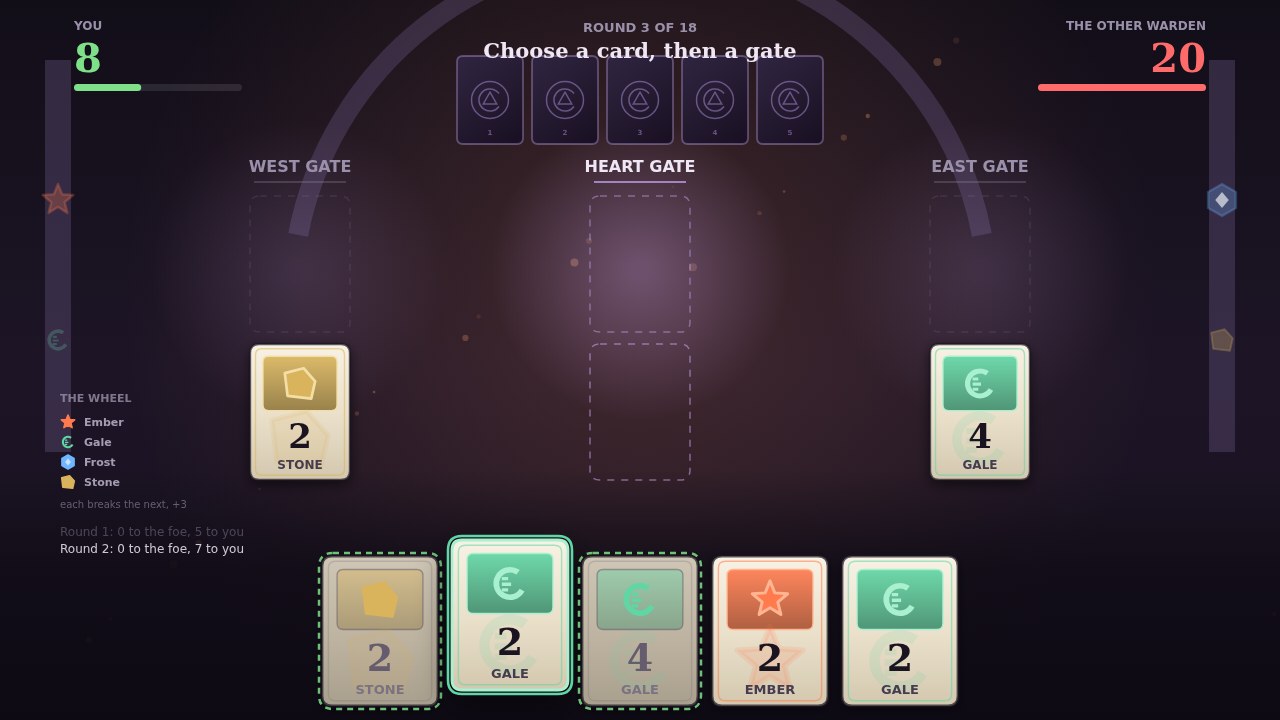 YOU
8
ROUND 3 OF 18
Choose a card, then a gate
THE OTHER WARDEN
20
1
2
3
4
5
WEST GATE
HEART GATE
EAST GATE
2
STONE
4
GALE
THE WHEEL
Ember
Gale
Frost
Stone
each breaks the next, +3
Round 1: 0 to the foe, 5 to you
Round 2: 0 to the foe, 7 to you
2
STONE
2
GALE
4
GALE
2
EMBER
2
GALE